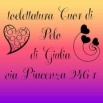 toelettatura Cuor di
Pelo
di Giulia
via Piacenza 246 r